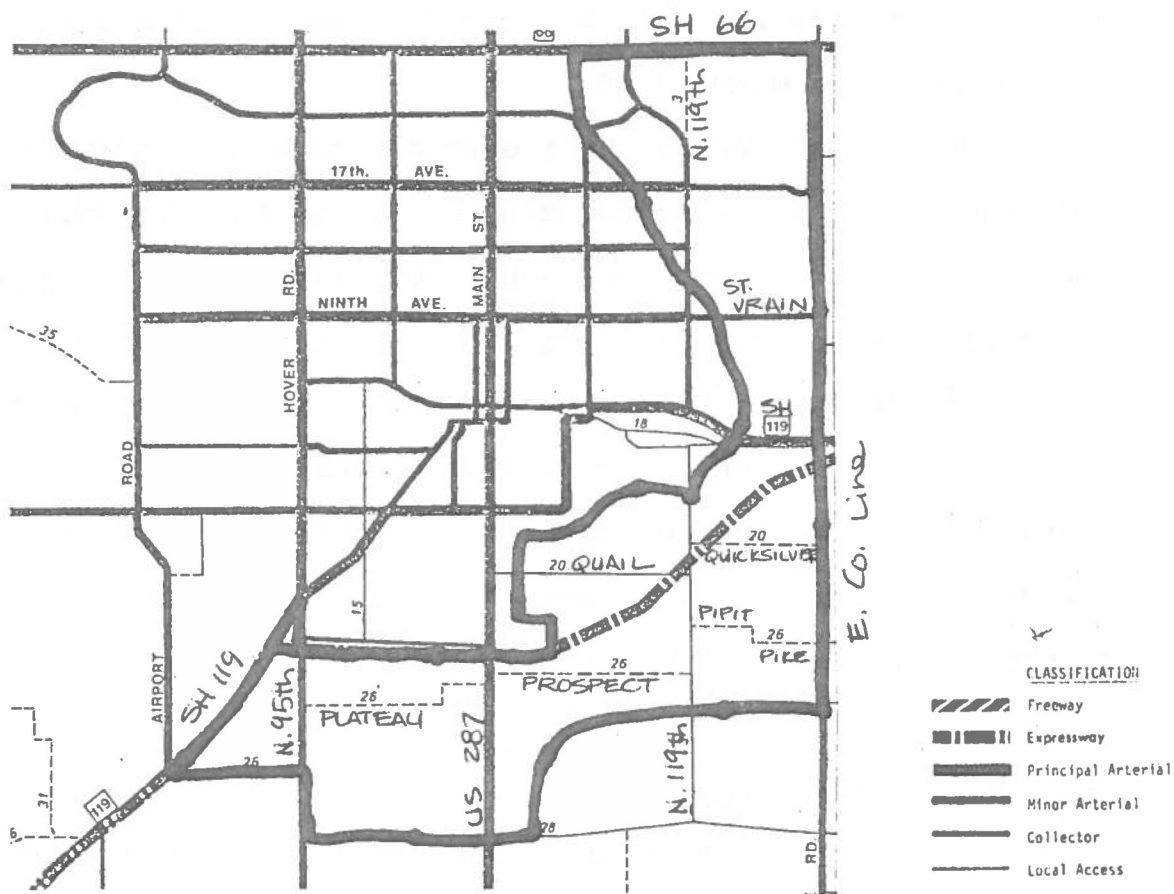 SH 66
N. 119th
3
17th. AVE.
ST.
MAIN
RD.
HOVER
NINTH AVE.
ST.
VRAIN
35
SH
119
18
ROAD
E. Co. Line
20 QUAIL
20
QUICKSILVER
15
PIPIT
26
PIKE
AIRPORT
SH 119
N. 95th
26
PLATEAU
26
PROSPECT
US 287
N. 119th
26
31
119
6
28
RD.
CLASSIFICATION
Freeway
Expressway
Principal Arterial
Minor Arterial
Collector
Local Access